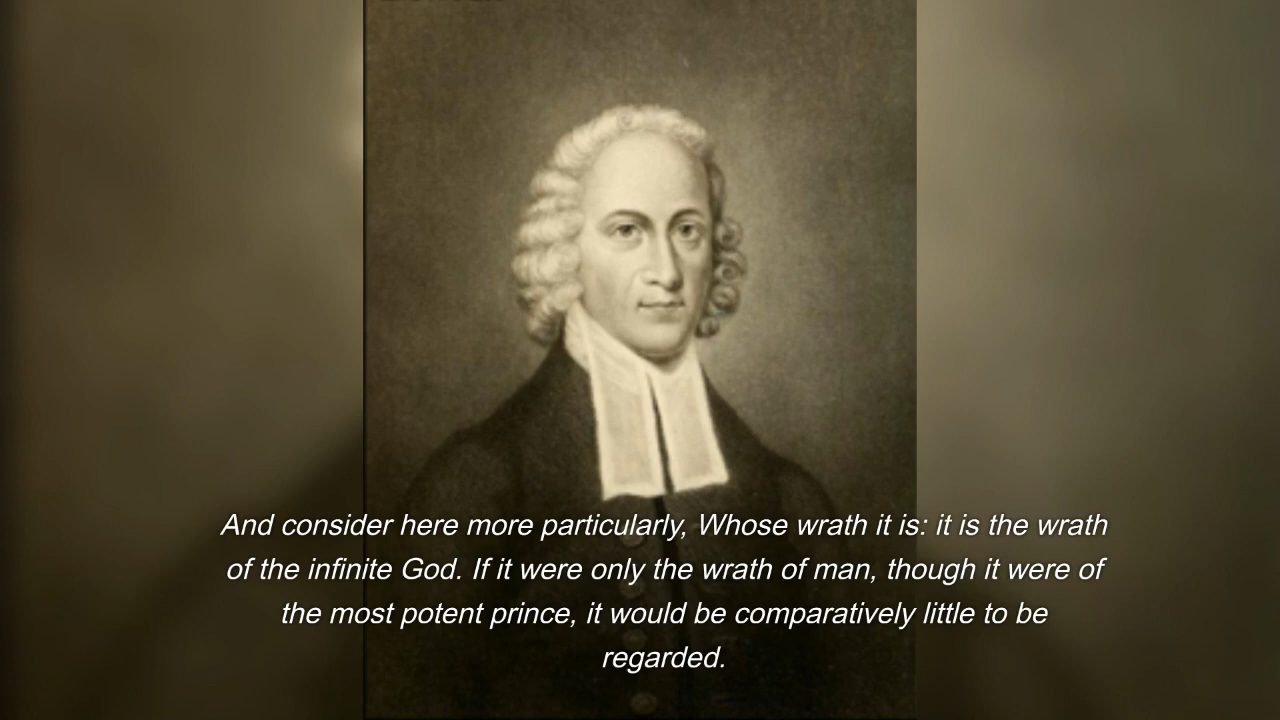 And consider here more particularly, Whose wrath it is: it is the wrath
of the infinite God. If it were only the wrath of man, though it were of
the most potent prince, it would be comparatively little to be
regarded.